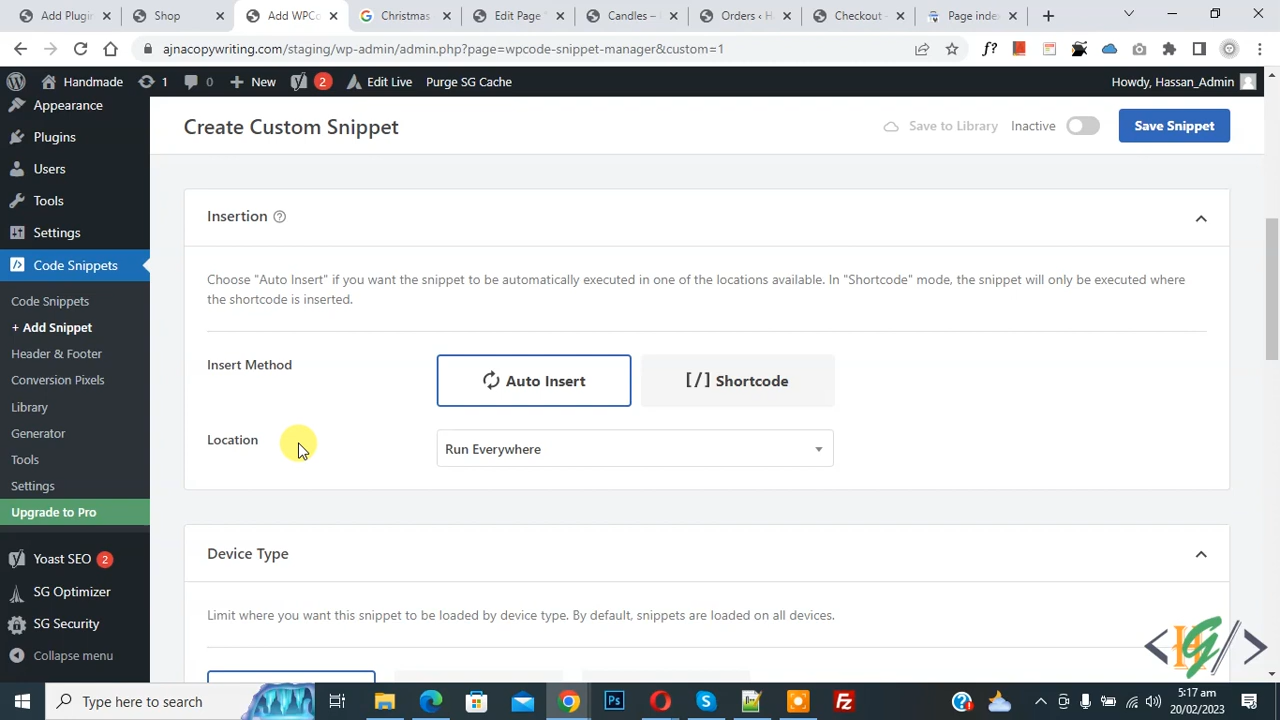 Add Plugin
Shop
Add WPCo
Christmas
Edit Page
Candles –
Orders ‹ H
Checkout -
Page index
ajnacopywriting.com/staging/wp-admin/admin.php?page=wpcode-snippet-manager&custom=1
Handmade
1
0
New
2
Edit Live
Purge SG Cache
Howdy, Hassan_Admin
Appearance
Plugins
Users
Tools
Settings
Code Snippets
Code Snippets
+ Add Snippet
Header & Footer
Conversion Pixels
Library
Generator
Tools
Settings
Upgrade to Pro
Yoast SEO 2
SG Optimizer
SG Security
Collapse menu
Create Custom Snippet
Save to Library
Inactive
Save Snippet
Insertion
Choose "Auto Insert" if you want the snippet to be automatically executed in one of the locations available. In "Shortcode" mode, the snippet will only be executed where
the shortcode is inserted.
Insert Method
Auto Insert
[/] Shortcode
Location
Run Everywhere
Device Type
Limit where you want this snippet to be loaded by device type. By default, snippets are loaded on all devices.
Type here to search
5:17 am
20/02/2023